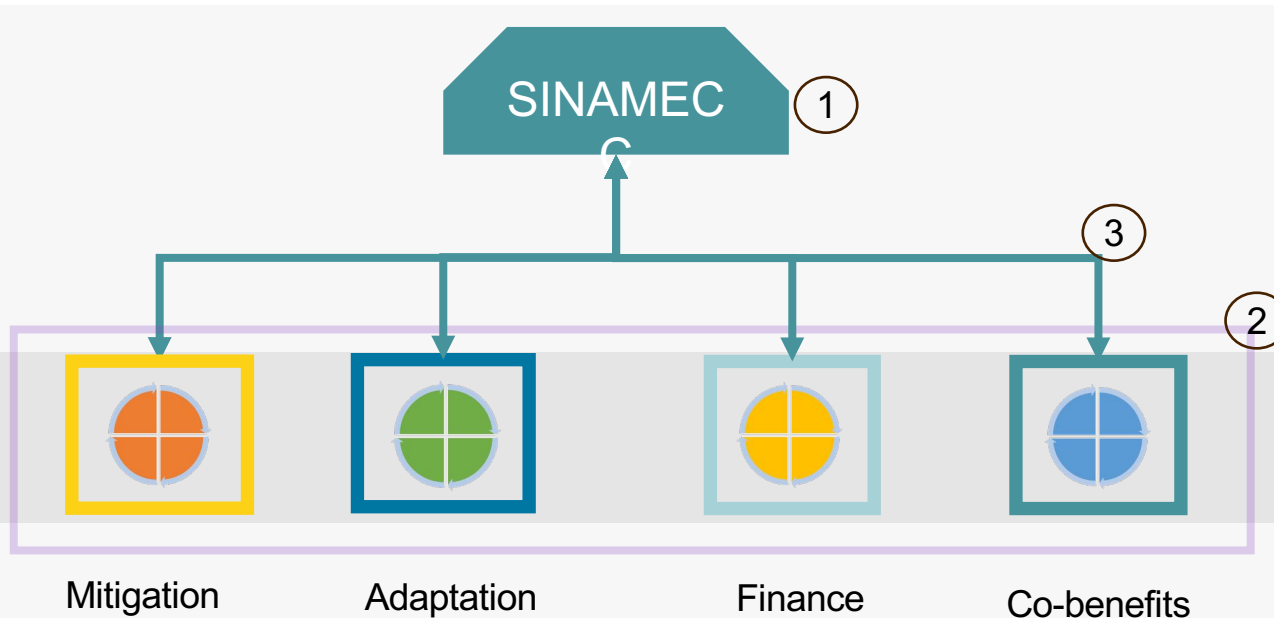 SINAMEC
C
1
3
2
Mitigation
Adaptation
Finance
Co-benefits